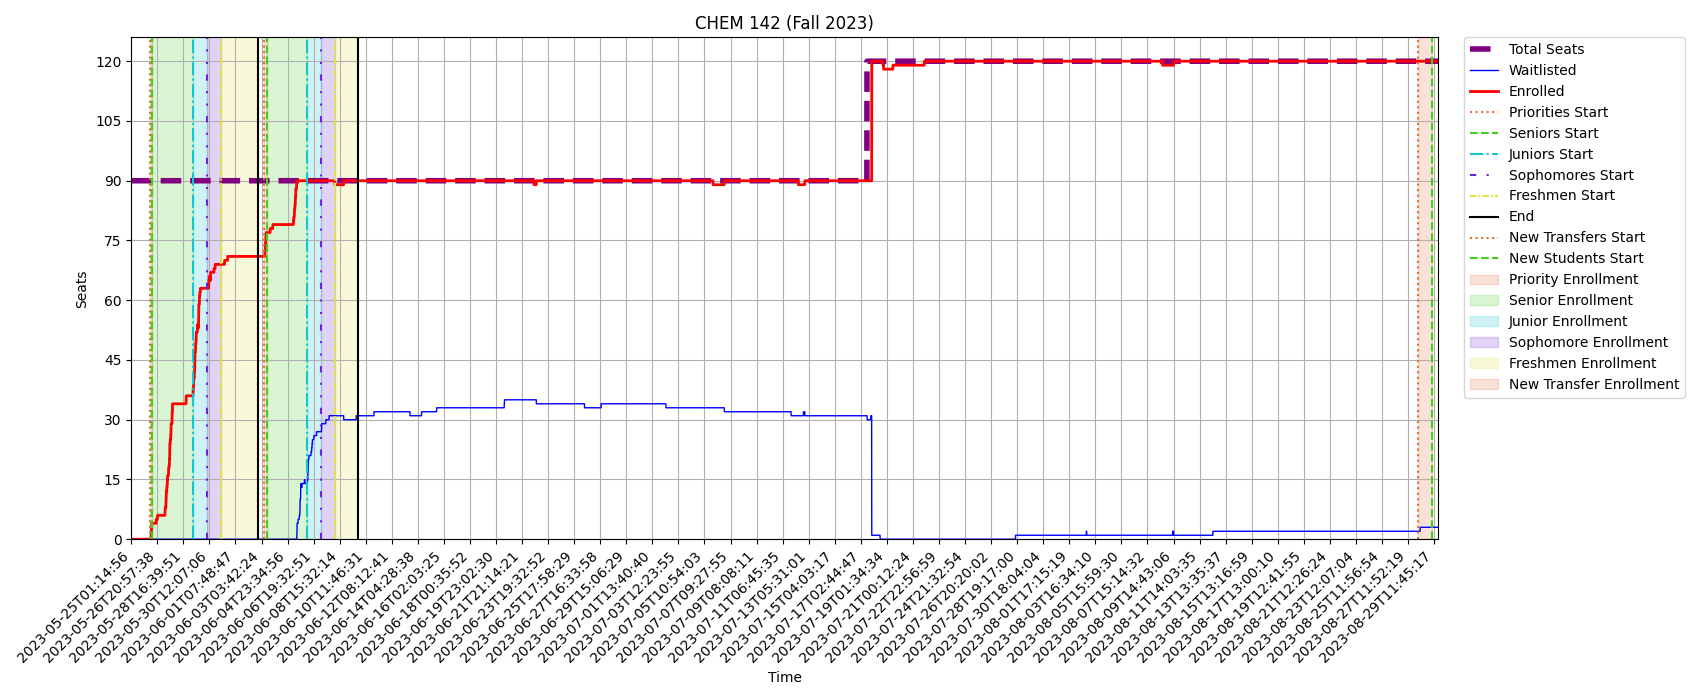 CHEM 142 (Fall 2023)
Seats
120
105
90
75
60
45
30
15
0
2023-05-25T01:14:56
2023-05-26T20:57:38
2023-05-28T16:39:51
2023-05-30T12:07:06
2023-06-01T07:48:47
2023-06-03T03:42:24
2023-06-04T23:34:56
2023-06-06T19:32:51
2023-06-08T15:32:14
2023-06-10T11:46:31
2023-06-12T08:12:41
2023-06-14T04:28:38
2023-06-16T02:03:25
2023-06-18T00:35:52
2023-06-19T23:02:30
2023-06-21T21:14:21
2023-06-23T19:32:52
2023-06-25T17:58:29
2023-06-27T16:33:58
2023-06-29T15:06:29
2023-07-01T13:40:40
2023-07-03T12:23:55
2023-07-05T10:54:03
2023-07-07T09:27:55
2023-07-09T08:08:11
2023-07-11T06:45:35
2023-07-13T05:31:01
2023-07-15T04:03:17
2023-07-17T02:44:47
2023-07-19T01:34:34
2023-07-21T00:12:24
2023-07-22T22:56:59
2023-07-24T21:32:54
2023-07-26T20:20:02
2023-07-28T19:17:00
2023-07-30T18:04:04
2023-08-01T17:15:19
2023-08-03T16:34:10
2023-08-05T15:59:30
2023-08-07T15:14:32
2023-08-09T14:43:06
2023-08-11T14:03:35
2023-08-13T13:35:37
2023-08-15T13:16:59
2023-08-17T13:00:10
2023-08-19T12:41:55
2023-08-21T12:26:24
2023-08-23T12:07:04
2023-08-25T11:56:54
2023-08-27T11:52:19
2023-08-29T11:45:17
Time
Total Seats
Waitlisted
Enrolled
Priorities Start
Seniors Start
Juniors Start
Sophomores Start
Freshmen Start
End
New Transfers Start
New Students Start
Priority Enrollment
Senior Enrollment
Junior Enrollment
Sophomore Enrollment
Freshmen Enrollment
New Transfer Enrollment